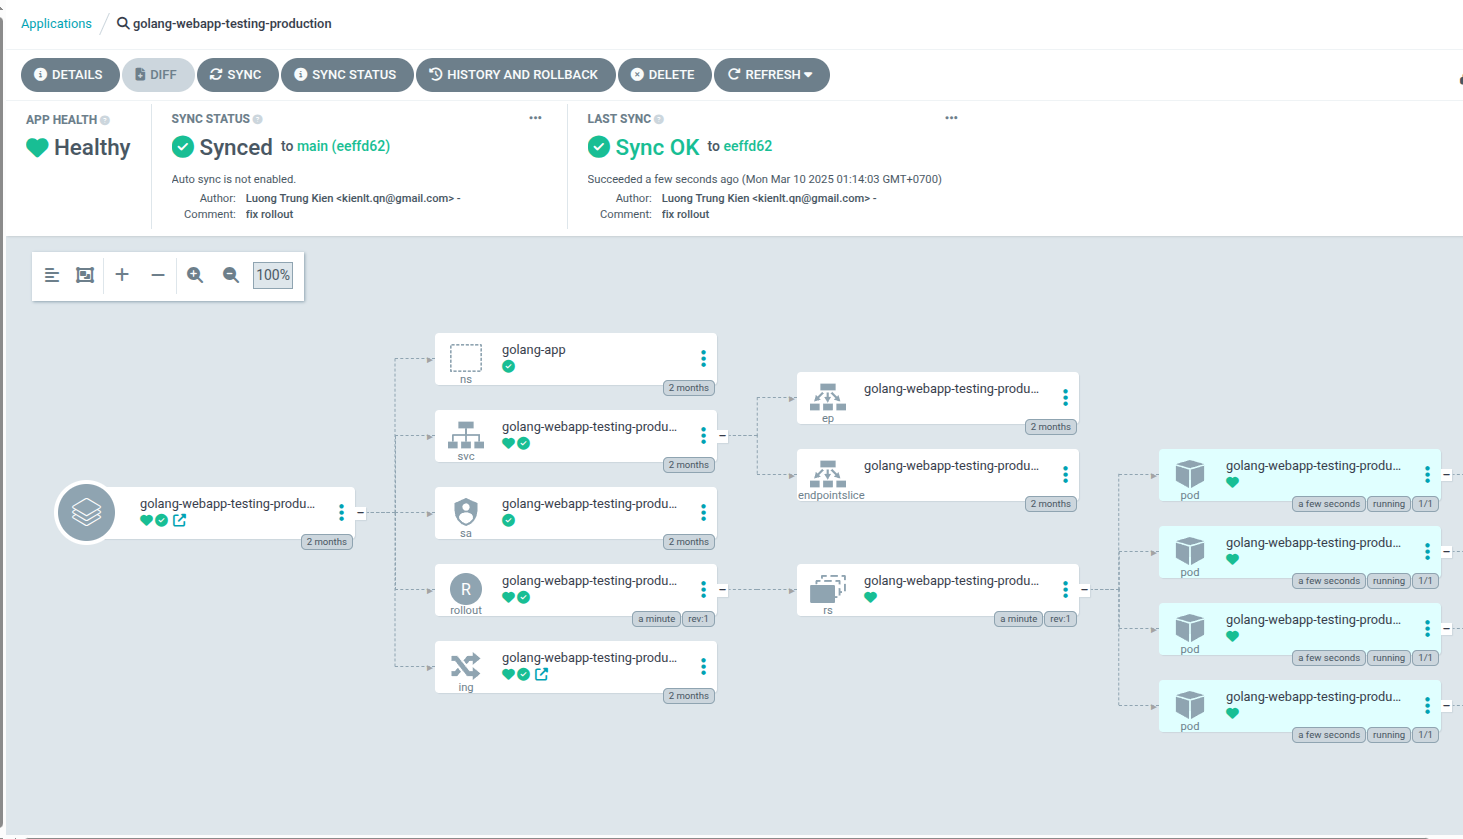 Applications / golang-webapp-testing-production
DETAILS DIFF SYNC SYNC STATUS HISTORY AND ROLLBACK DELETE REFRESH
APP HEALTH
Healthy
SYNC STATUS
Synced to main (eeffd62)
Auto sync is not enabled.
Author: Luong Trung Kien <kienlt.qn@gmail.com> -
Comment: fix rollout
LAST SYNC
Sync OK to eeffd62
Succeeded a few seconds ago (Mon Mar 10 2025 01:14:03 GMT+0700)
Author: Luong Trung Kien <kienlt.qn@gmail.com> -
Comment: fix rollout
100%
golang-webapp-testing-produ...
2 months
golang-app
ns
2 months
golang-webapp-testing-produ...
svc
2 months
golang-webapp-testing-produ...
sa
2 months
R
golang-webapp-testing-produ...
rollout
a minute rev:1
golang-webapp-testing-produ...
ing
2 months
golang-webapp-testing-produ...
ep
2 months
golang-webapp-testing-produ...
endpointslice
2 months
golang-webapp-testing-produ...
rs
a minute rev:1
golang-webapp-testing-produ...
pod
a few seconds running 1/1
golang-webapp-testing-produ...
pod
a few seconds running 1/1
golang-webapp-testing-produ...
pod
a few seconds running 1/1
golang-webapp-testing-produ...
pod
a few seconds running 1/1